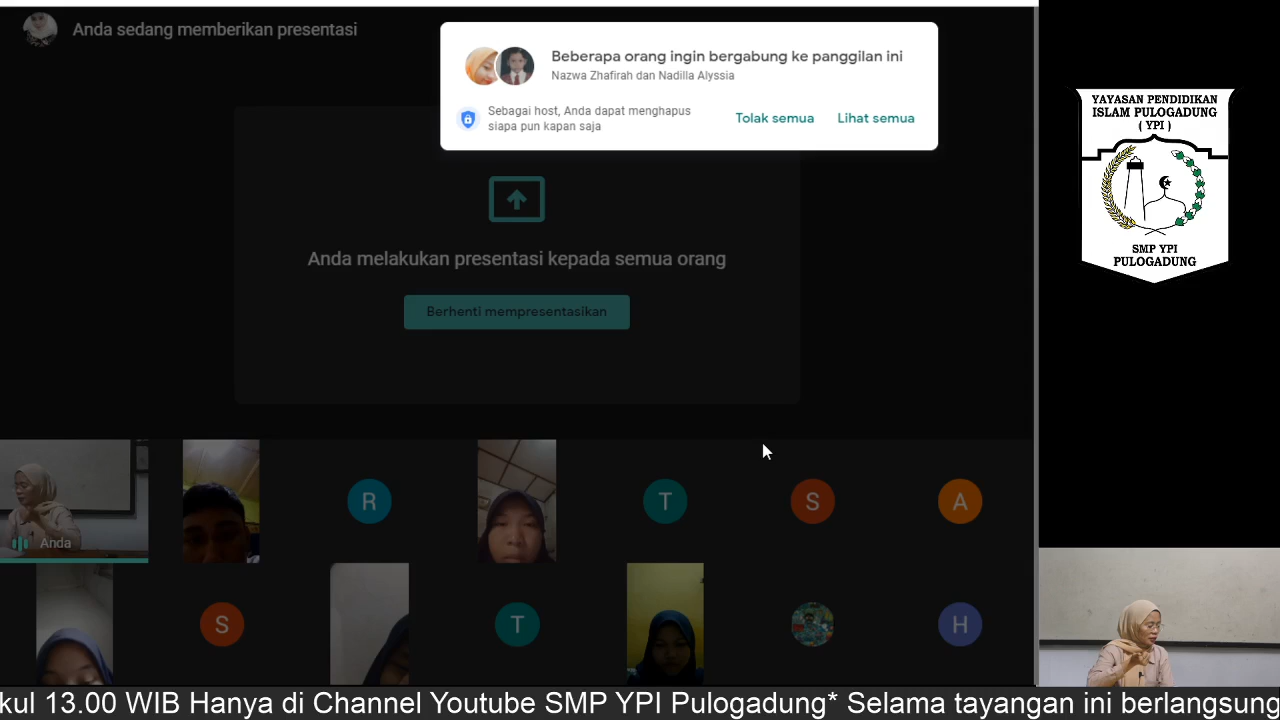 Anda sedang memberikan presentasi
Beberapa orang ingin bergabung ke panggilan ini
Nazwa Zhafirah dan Nadilla Alyssia
Sebagai host, Anda dapat menghapus
siapa pun kapan saja
Tolak semua
Lihat semua
Anda melakukan presentasi kepada semua orang
Berhenti mempresentasikan
Anda
R
T
S
A
S
T
H
YAYASAN PENDIDIKAN
ISLAM PULOGADUNG
( YPI )
SMP YPI
PULOGADUNG
kul 13.00 WIB Hanya di Channel Youtube SMP YPI Pulogadung* Selama tayangan ini berlangsung